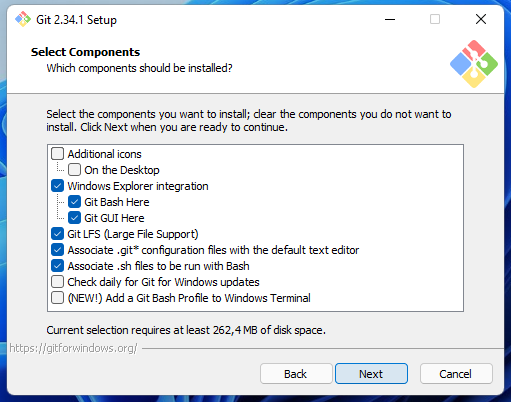 Git 2.34.1 Setup
Select Components
Which components should be installed?
Select the components you want to install; clear the components you do not want to
install. Click Next when you are ready to continue.
Additional icons
On the Desktop
Windows Explorer integration
Git Bash Here
Git GUI Here
Git LFS (Large File Support)
Associate .git* configuration files with the default text editor
Associate .sh files to be run with Bash
Check daily for Git for Windows updates
(NEW!) Add a Git Bash Profile to Windows Terminal
Current selection requires at least 262,4 MB of disk space.
https://gitforwindows.org/
Back
Next
Cancel